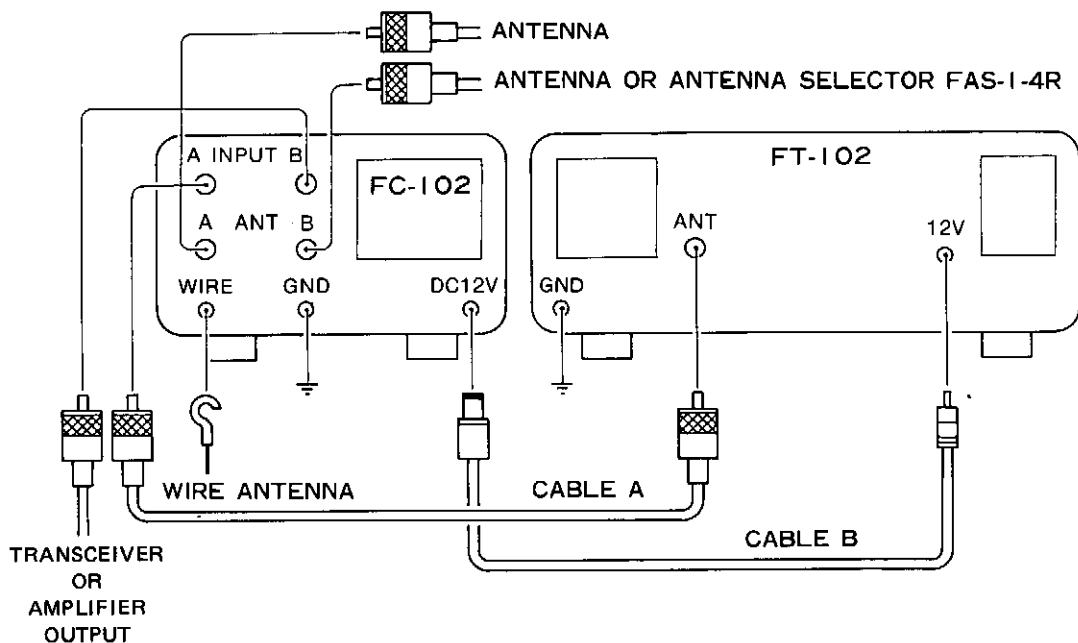 ANTENNA
ANTENNA OR ANTENNA SELECTOR FAS-1-4R
A INPUT B
FC-102
A ANT B
WIRE
GND
DC12V
FT-102
ANT
12V
GND
WIRE ANTENNA
CABLE A
CABLE B
TRANSCEIVER
OR
AMPLIFIER
OUTPUT